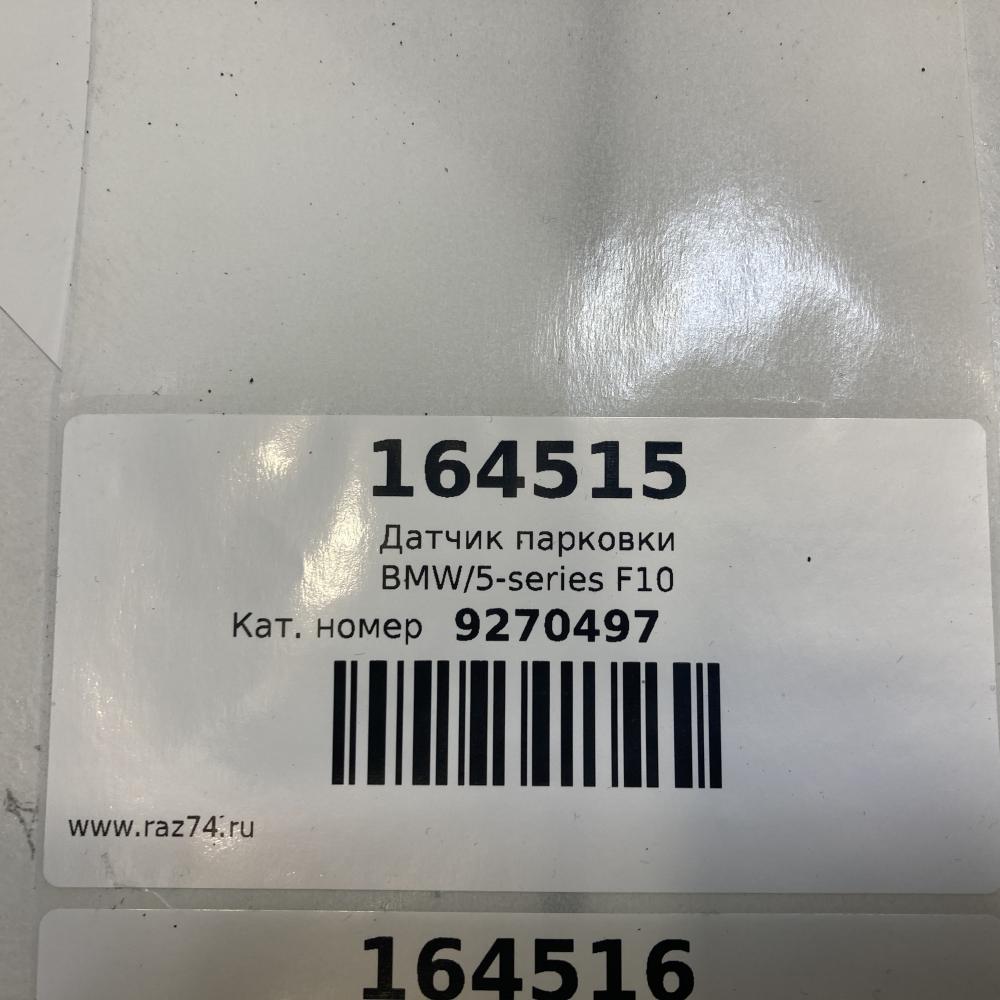 164515
Датчик парковки
BMW/5-series F10
Кат. номер 9270497
www.raz74.ru
164516